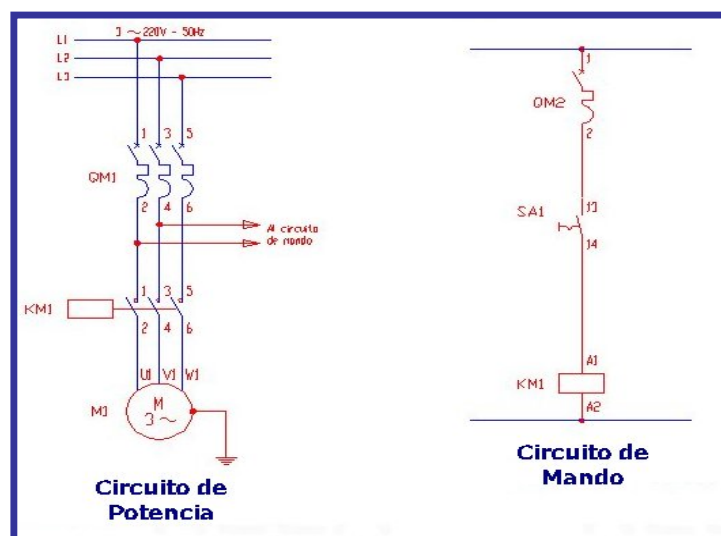 3 ~ 220V - 50Hz
L1
L2
L3
1 3 5
QM1
2 4 6
Al circuito
de mando
1 3 5
KM1
2 4 6
U1 V1 W1
M1
M
3 ~
Circuito de
Potencia
1
QM2
2
13
SA1
14
A1
KM1
A2
Circuito de
Mando